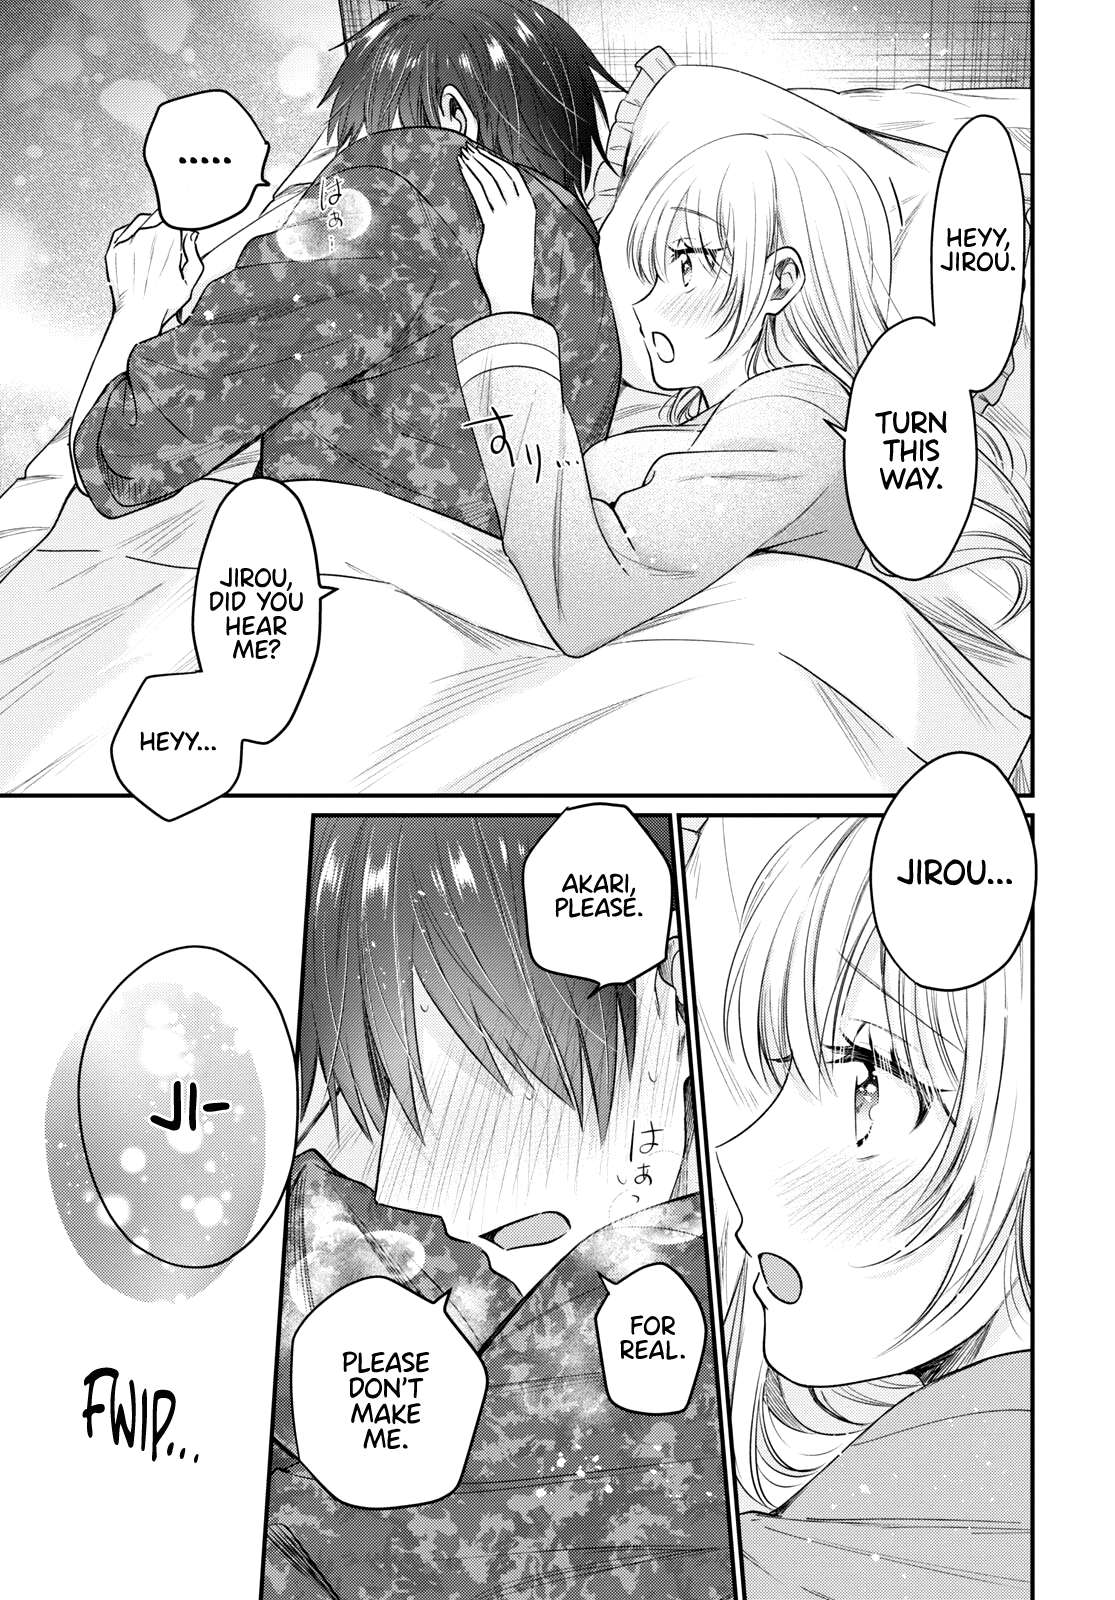 HEYY,
JIROU.
TURN
THIS
WAY.
はぁ…
.....
すり…
JIROU,
DID YOU
HEAR
ME?
HEYY...
JIROU...
AKARI,
PLEASE.
はぁっ
FOR
REAL.
PLEASE
DON'T
MAKE
ME.
JI-
FWIP...